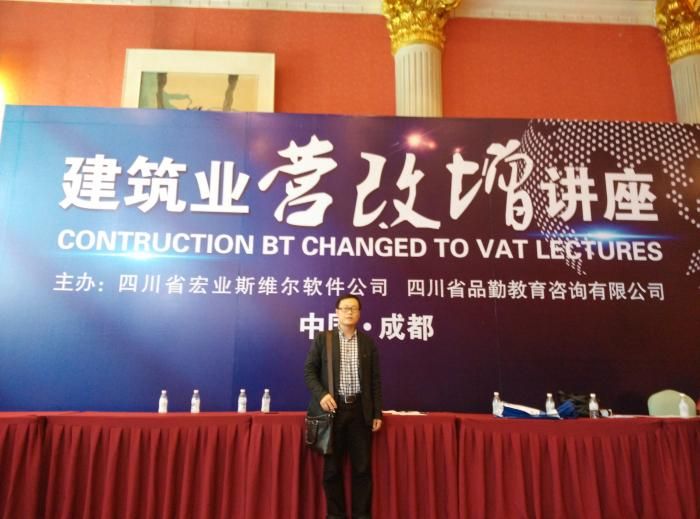 建筑业营改增讲座
CONTRUCTION BT CHANGED TO VAT LECTURES
主办：四川省宏业斯维尔软件公司 四川省品勤教育咨询有限公司
中国·成都